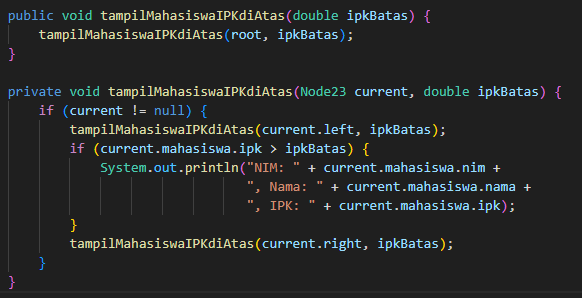 public void tampilMahasiswaIPKdiAtas(double ipkBatas) {
    tampilMahasiswaIPKdiAtas(root, ipkBatas);
}

private void tampilMahasiswaIPKdiAtas(Node23 current, double ipkBatas) {
    if (current != null) {
        tampilMahasiswaIPKdiAtas(current.left, ipkBatas);
        if (current.mahasiswa.ipk > ipkBatas) {
            System.out.println("NIM: " + current.mahasiswa.nim +
                               ", Nama: " + current.mahasiswa.nama +
                               ", IPK: " + current.mahasiswa.ipk);
        }
        tampilMahasiswaIPKdiAtas(current.right, ipkBatas);
    }
}